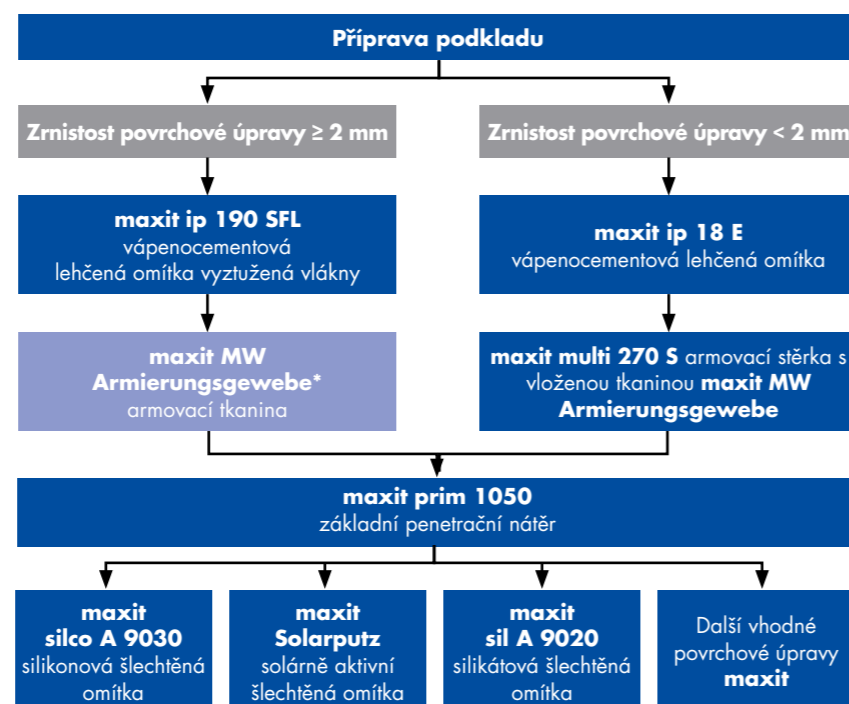 Příprava podkladu
Zrnistost povrchové úpravy ≥ 2 mm
Zrnistost povrchové úpravy < 2 mm
maxit ip 190 SFL
vápenocementová
lehčená omítka vyztužená vlákny
maxit ip 18 E
vápenocementová lehčená omítka
maxit MW
Armierungsgewebe*
armovací tkanina
maxit multi 270 S armovací stěrka s
vloženou tkaninou maxit MW
Armierungsgewebe
maxit prim 1050
základní penetrační nátěr
maxit
silco A 9030
silikonová šlechtěná
omítka
maxit
Solarputz
solárně aktivní
šlechtěná omítka
maxit
sil A 9020
silikátová šlechtěná
omítka
Další vhodné
povrchové úpravy
maxit